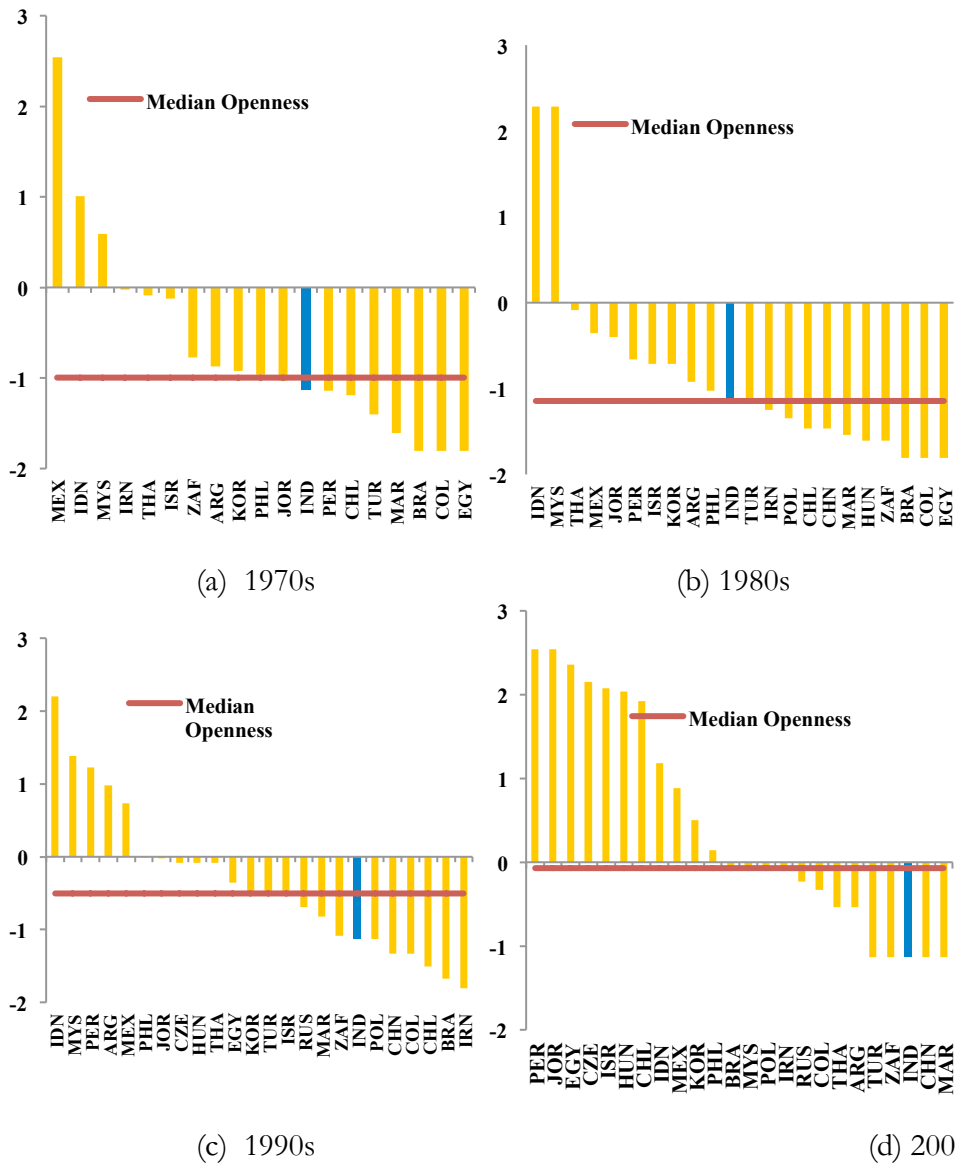 3
2
1
0
-1
-2
Median Openness
MEX IDN MYS IRN THA ISR ZAF ARG KOR PHL JOR IND PER CHL TUR MAR BRA COL EGY
(a) 1970s
3
2
1
0
-1
-2
Median Openness
IDN MYS THA MEX JOR PER ISR KOR ARG PHL IND TUR IRN POL CHL CHN MAR HUN ZAF BRA COL EGY
(b) 1980s
3
2
1
0
-1
-2
Median
Openness
IDN MYS PER ARG MEX PHL JOR CZE HUN THA EGY KOR TUR ISR RUS MAR ZAF IND POL CHN COL CHL BRA IRN
(c) 1990s
3
2
1
0
-1
-2
Median Openness
PER JOR EGY CZE ISR HUN CHL IDN MEX KOR PHL BRA MYS POL IRN RUS COL THA ARG TUR ZAF IND CHN MAR
(d) 200